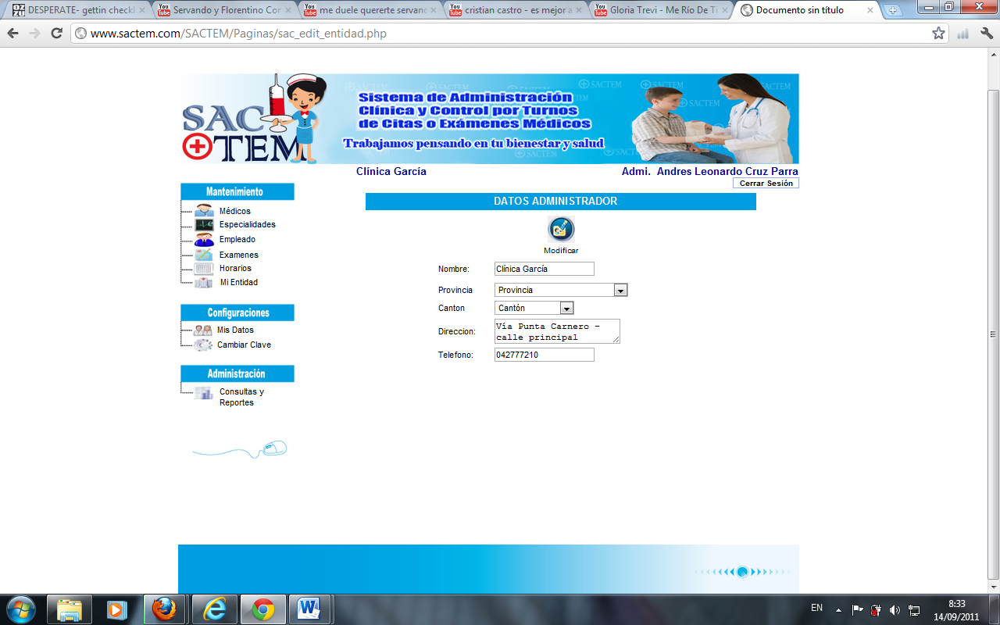 DESPERATE- gettin checkl
Servando y Florentino Cor
me duele quererte servand
cristian castro - es mejor a
Gloria Trevi - Me Río De Ti
Documento sin título
www.sactem.com/SACTEM/Paginas/sac_edit_entidad.php
SAC
TEM
Sistema de Administración
Clínica y Control por Turnos
de Citas o Exámenes Médicos
Trabajamos pensando en tu bienestar y salud
SACTEM
SACTEM
SACTEM
SACTEM
Clínica García
Admi. Andres Leonardo Cruz Parra
Cerrar Sesión
Mantenimiento
Médicos
Especialidades
Empleado
Examenes
Horarios
Mi Entidad
Configuraciones
Mis Datos
Cambiar Clave
Administración
Consultas y
Reportes
DATOS ADMINISTRADOR
Modificar
Nombre: Clínica García
Provincia Provincia
Canton Cantón
Direccion: Vía Punta Carnero -
calle principal
Telefono: 042777210
EN
8:33
14/09/2011